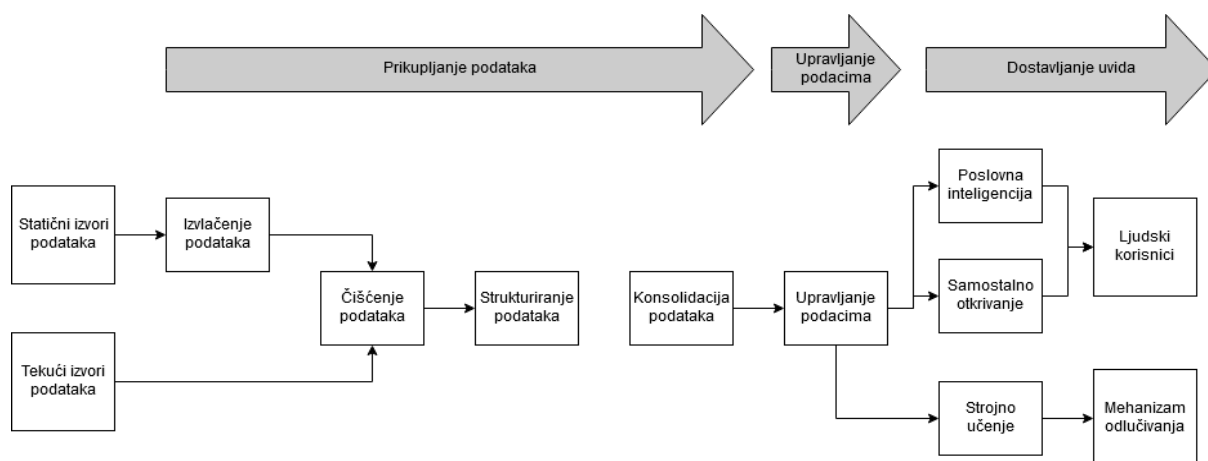 Prikupljanje podataka
Upravljanje
podacima
Dostavljanje uvida
Statični izvori
podataka
Izvlačenje
podataka
Čišćenje
podataka
Strukturiranje
podataka
Tekući izvori
podataka
Konsolidacija
podataka
Upravljanje
podacima
Poslovna
inteligencija
Samostalno
otkrivanje
Ljudski
korisnici
Strojno
učenje
Mehanizam
odlučivanja